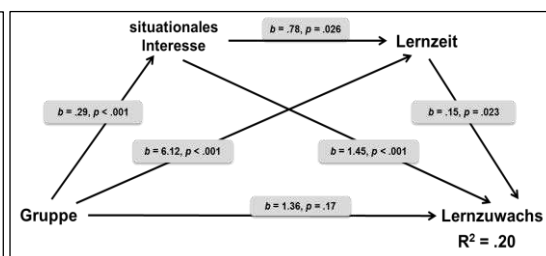 situationales
Interesse
b = .78, p = .026
Lernzeit
b = .29, p < .001
b = .15, p = .023
b = 6.12, p < .001
b = 1.45, p < .001
b = 1.36, p = .17
Gruppe
Lernzuwachs
R² = .20